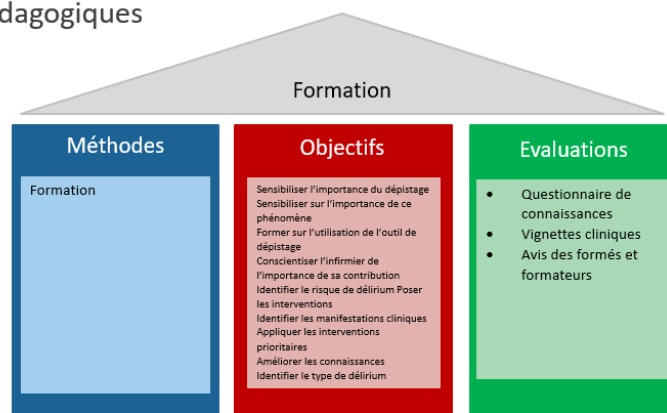 dagogiques
Formation
Méthodes
Formation
Objectifs
Sensibiliser l'importance du dépistage
Sensibiliser sur l'importance de ce
phénomène
Former sur l'utilisation de l'outil de
dépistage
Conscientiser l'infirmier de
l'importance de sa contribution
Identifier le risque de délirium Poser
les interventions
Identifier les manifestations cliniques
Appliquer les interventions
prioritaires
Améliorer les connaissances
Identifier le type de délirium
Evaluations
• Questionnaire de
connaissances
• Vignettes cliniques
• Avis des formés et
formateurs